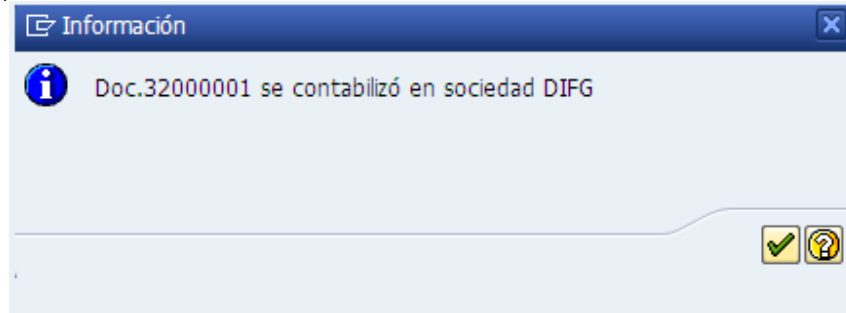 Información
Doc.32000001 se contabilizó en sociedad DIFG